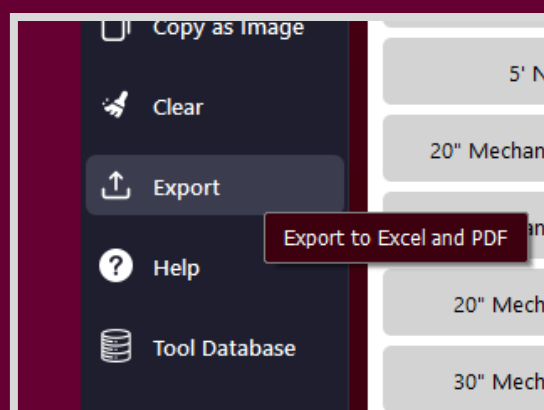 Copy as Image
Clear
Export
Export to Excel and PDF
Help
Tool Database
5' N
20" Mechan
an
20" Mech
30" Mech